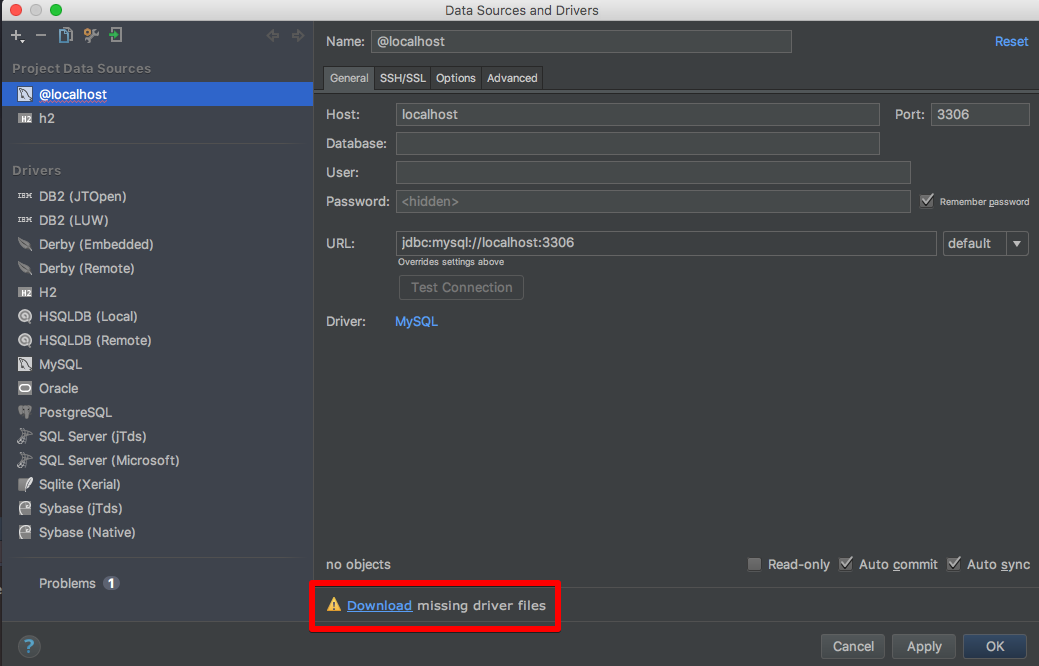 Data Sources and Drivers
Project Data Sources
@localhost
H2 h2
Drivers
IBM DB2 (JTOpen)
IBM DB2 (LUW)
Derby (Embedded)
Derby (Remote)
H2 H2
HSQLDB (Local)
HSQLDB (Remote)
MySQL
Oracle
PostgreSQL
SQL Server (jTds)
SQL Server (Microsoft)
Sqlite (Xerial)
Sybase (jTds)
Sybase (Native)
Problems 1
?
Name: @localhost Reset
General SSH/SSL Options Advanced
Host: localhost Port: 3306
Database:
User:
Password: <hidden> Remember password
URL: jdbc:mysql://localhost:3306 default
Overrides settings above
Test Connection
Driver: MySQL
no objects Read-only Auto commit Auto sync
Download missing driver files
Cancel Apply OK